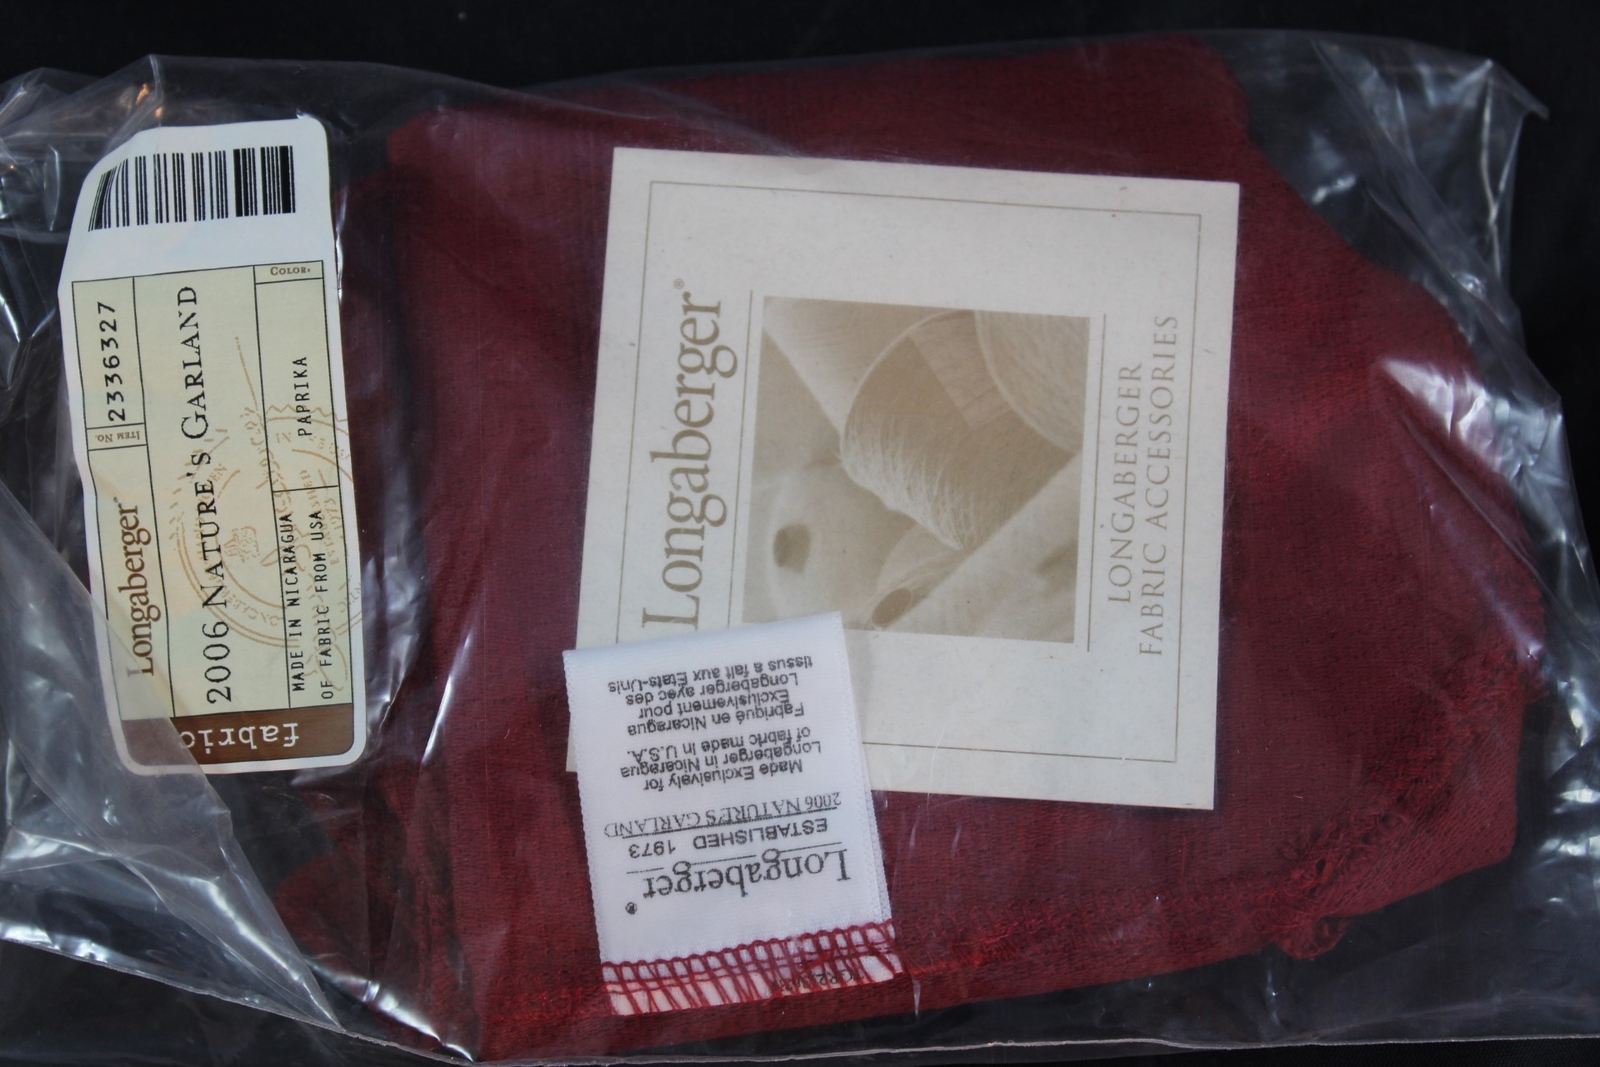 Longaberger
ITEM No. 2336327
2006 NATURE'S GARLAND
MADE IN NICARAGUA
OF FABRIC FROM USA
COLOR:
PAPRIKA
fabric
Longaberger®
LONGABERGER
FABRIC ACCESSORIES
Longaberger®
ESTABLISHED 1973
2006 NATURE'S GARLAND
Made Exclusively for
Longaberger in Nicaragua
of fabric made in U.S.A.
Fabriqué en Nicaragua
Exclusivement pour
Longaberger avec des
tissus a fait aux Etats-Unis